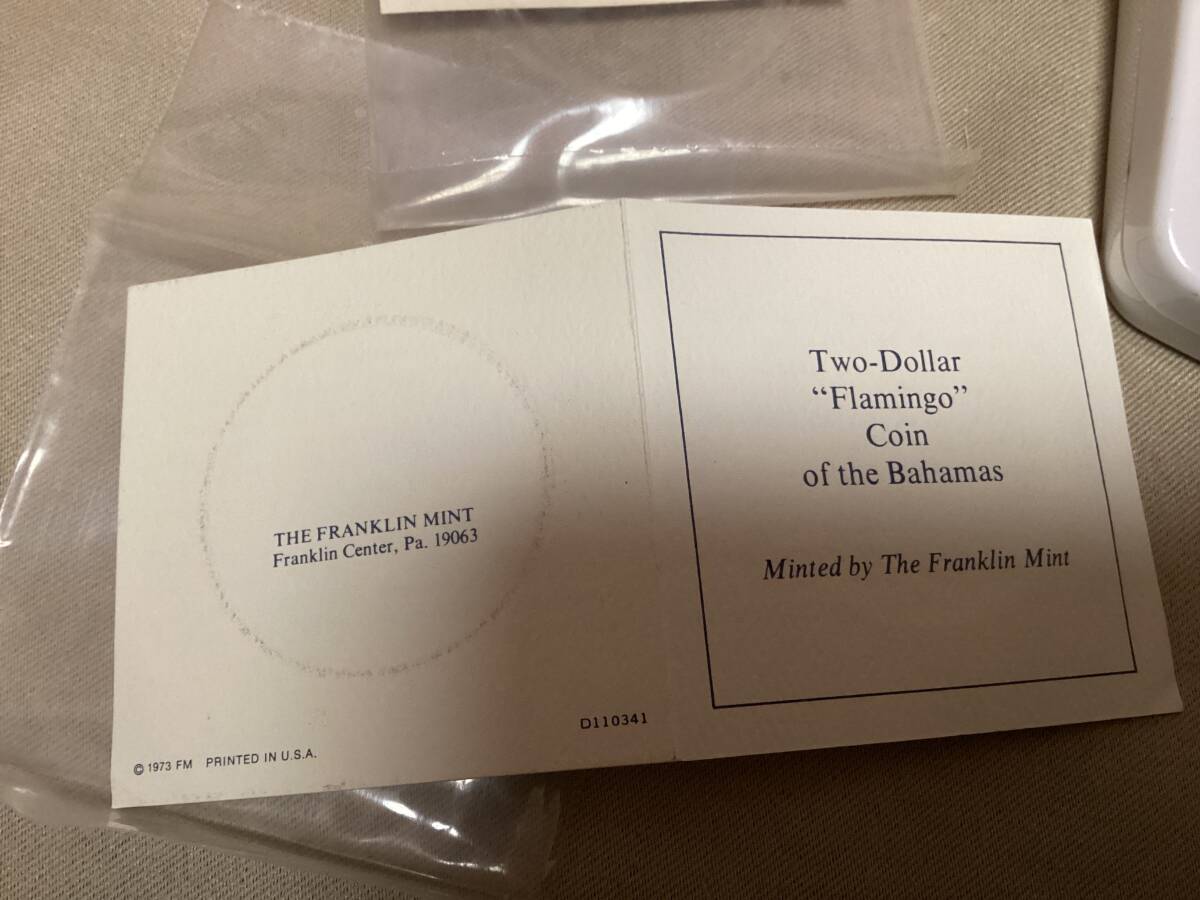 THE FRANKLIN MINT
Franklin Center, Pa. 19063
D110341
© 1973 FM PRINTED IN U.S.A.
Two-Dollar
“Flamingo”
Coin
of the Bahamas
Minted by The Franklin Mint